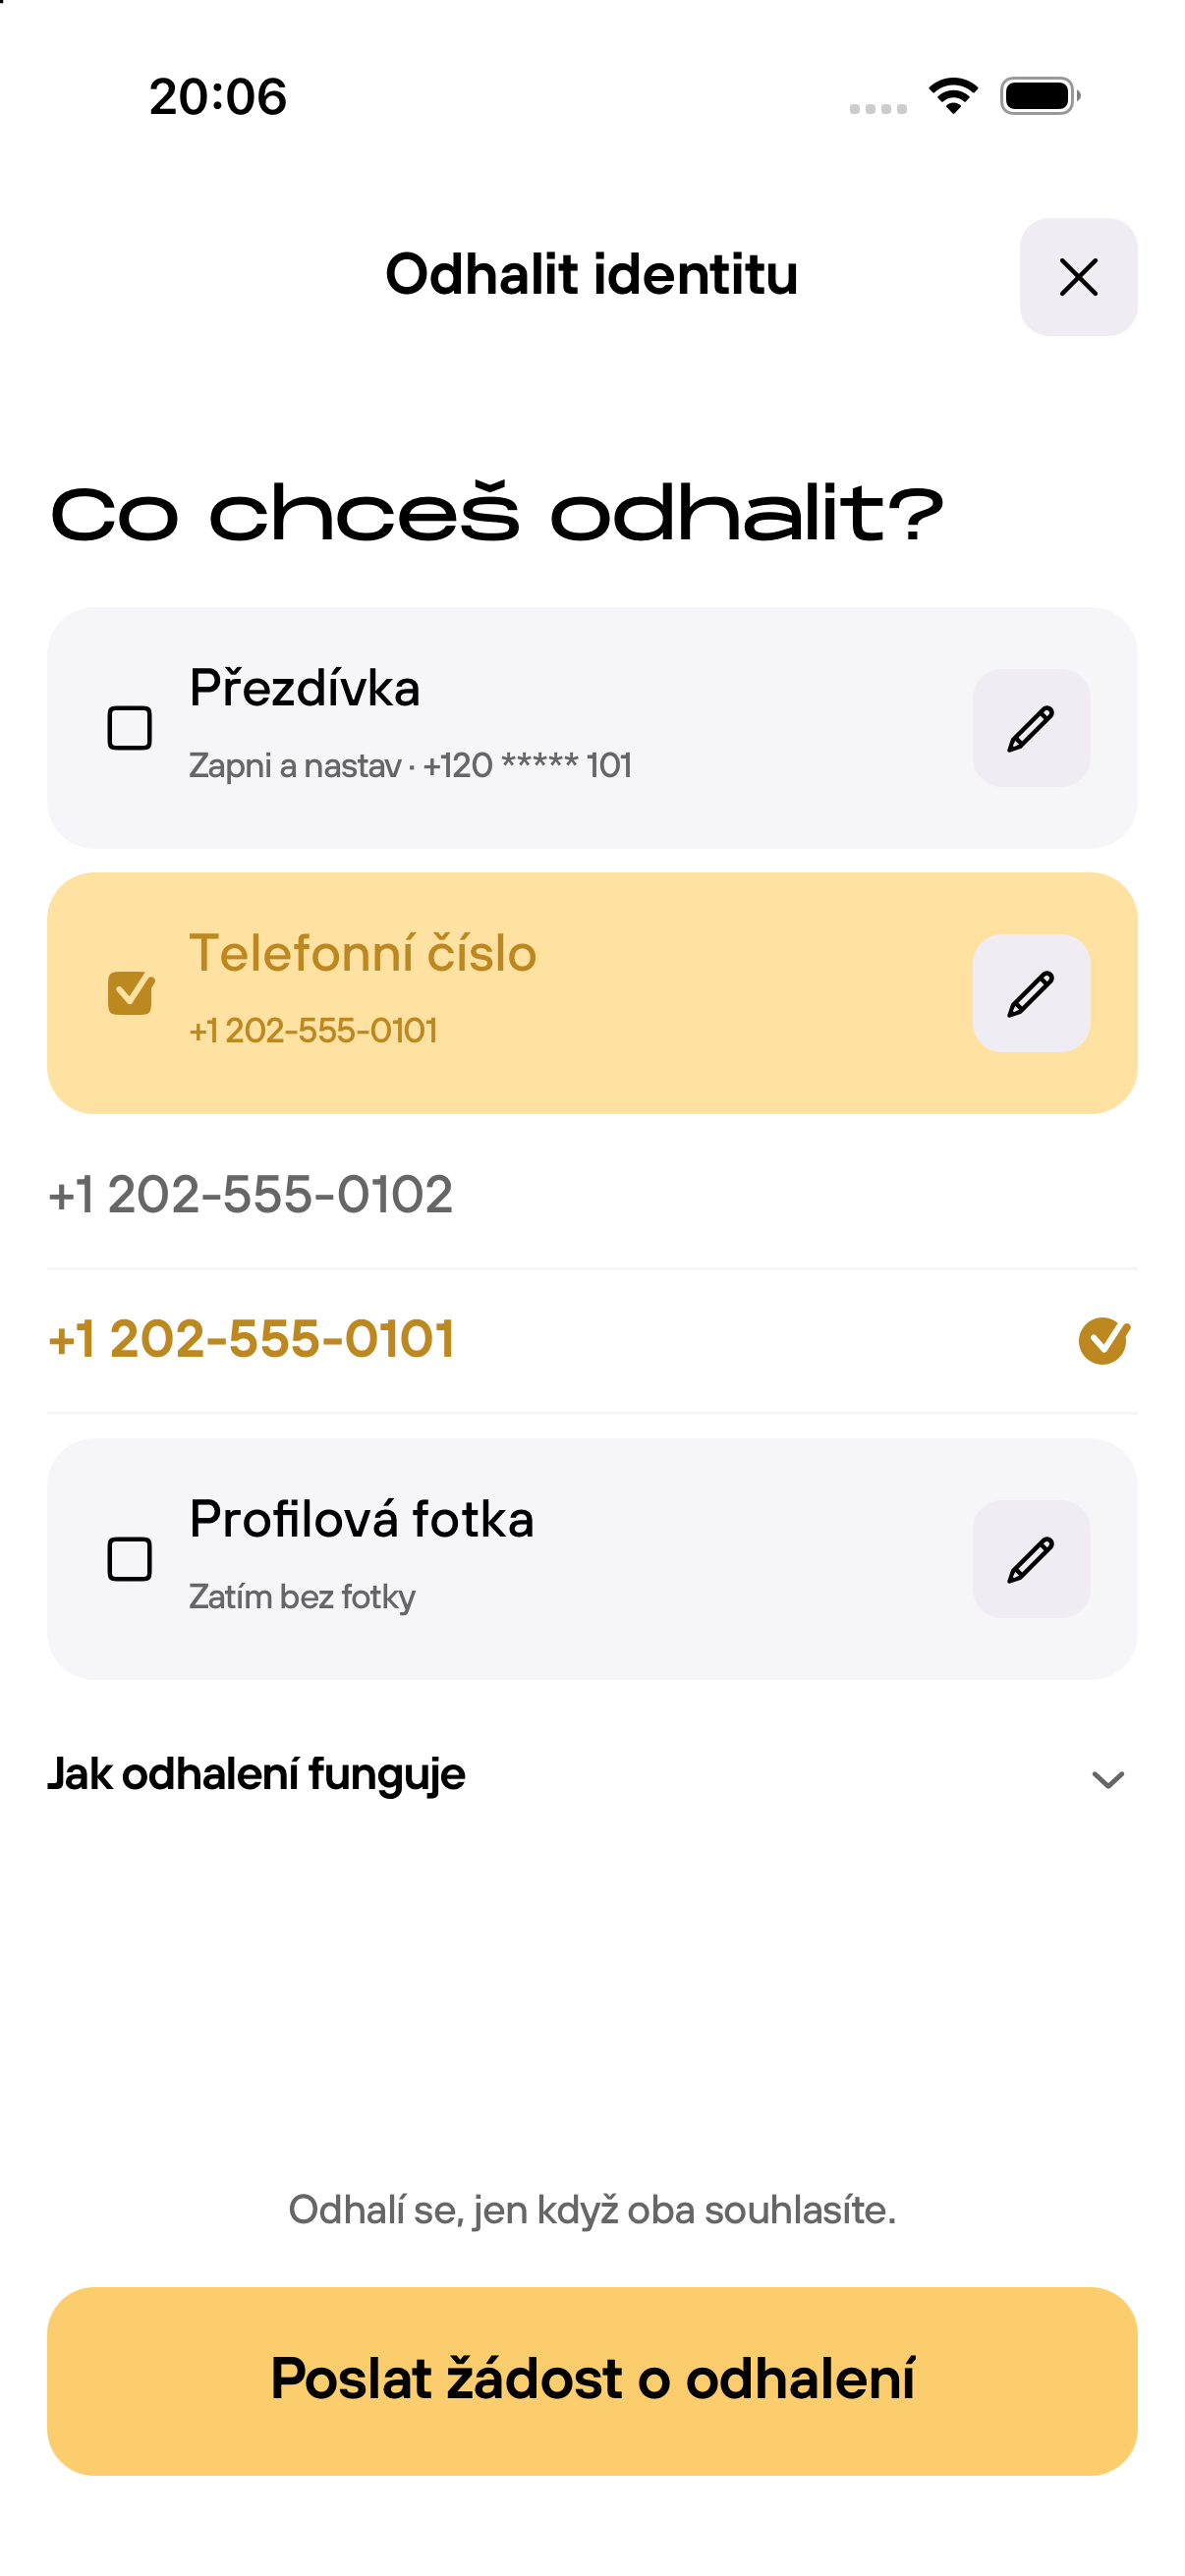 20:06
Odhalit identitu
Co chceš odhalit?
Přezdívka
Zapni a nastav · +120 ***** 101
Telefonní číslo
+1 202-555-0101
+1 202-555-0102
+1 202-555-0101
Profilová fotka
Zatím bez fotky
Jak odhalení funguje
Odhalí se, jen když oba souhlasíte.
Poslat žádost o odhalení